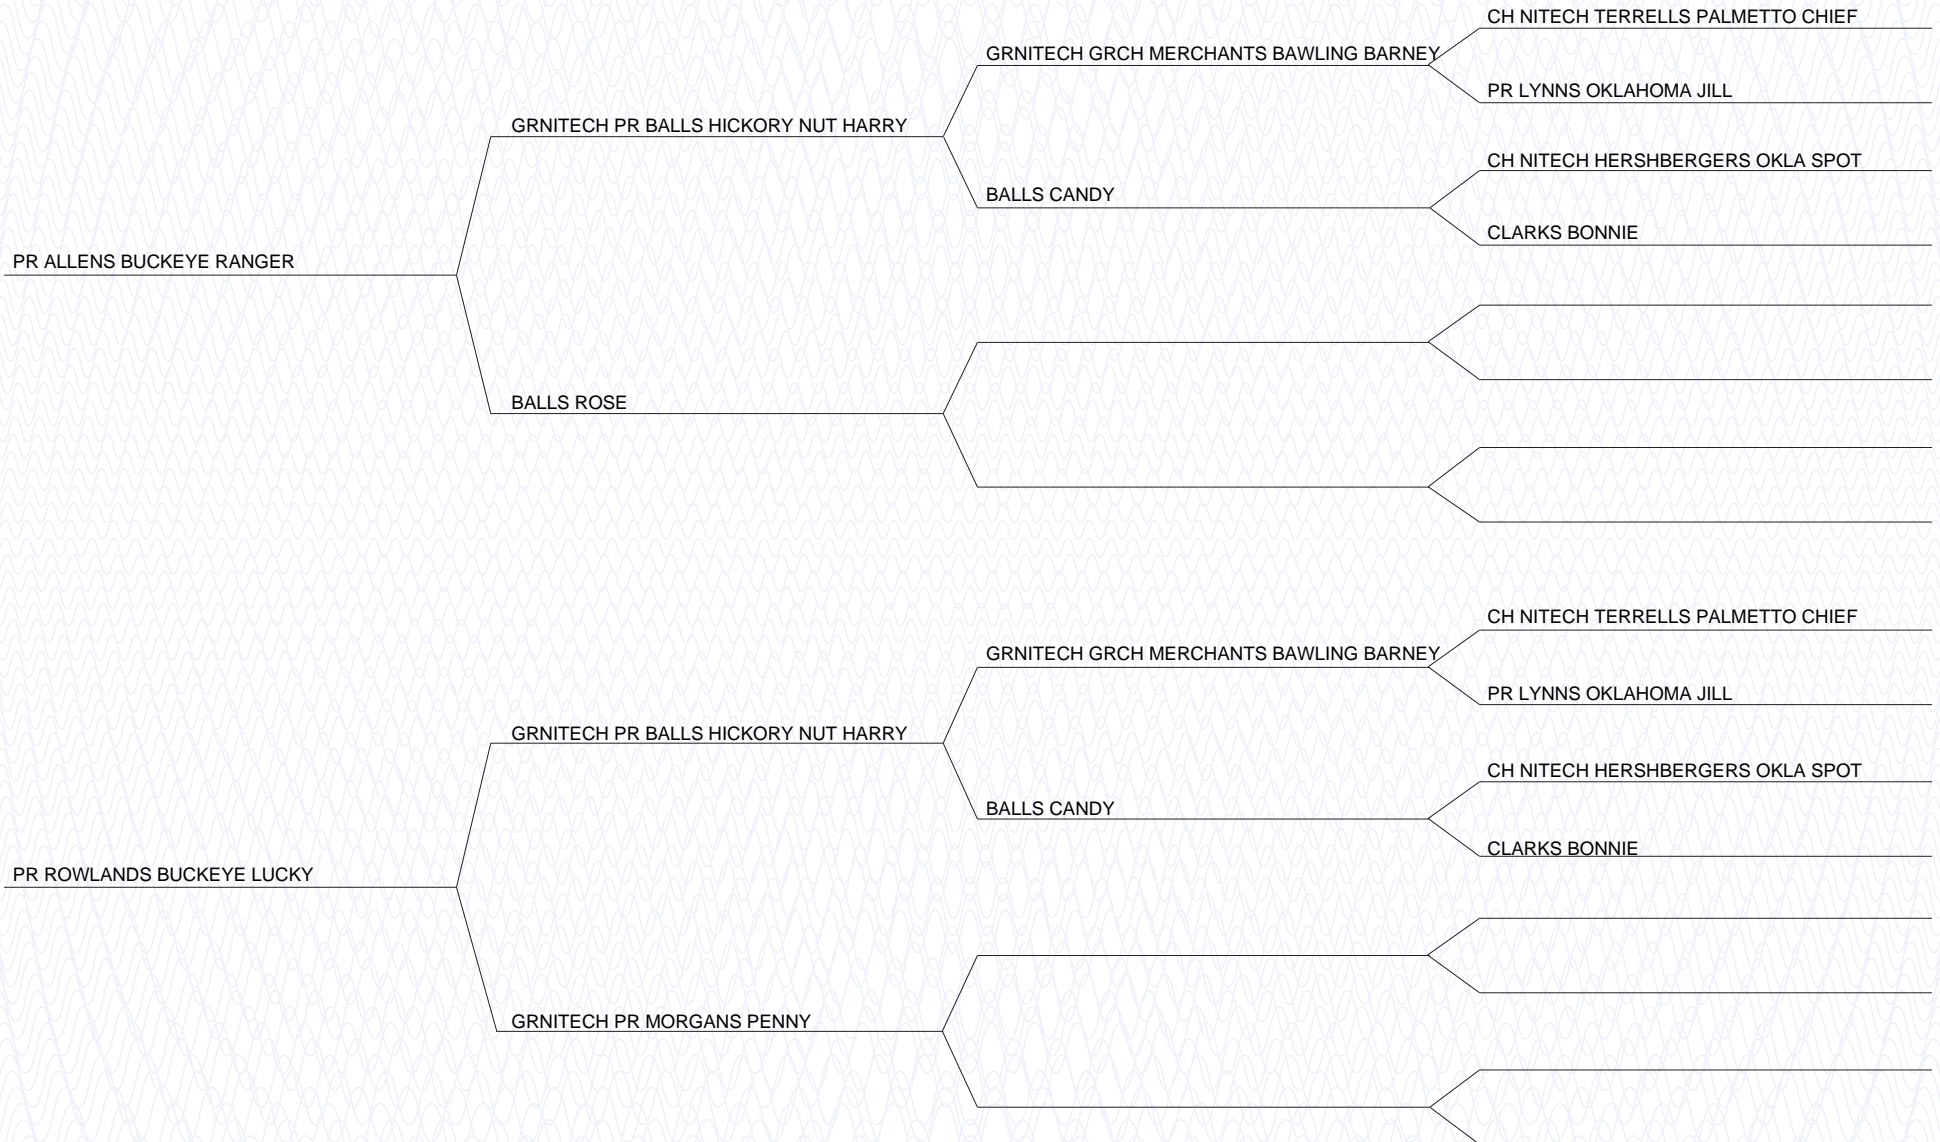 CH NITECH TERRELLS PALMETTO CHIEF
GRNITECH GRCH MERCHANTS BAWLING BARNEY
PR LYNNS OKLAHOMA JILL
GRNITECH PR BALLS HICKORY NUT HARRY
CH NITECH HERSHBERGERS OKLA SPOT
BALLS CANDY
CLARKS BONNIE
PR ALLENS BUCKEYE RANGER
BALLS ROSE
CH NITECH TERRELLS PALMETTO CHIEF
GRNITECH GRCH MERCHANTS BAWLING BARNEY
PR LYNNS OKLAHOMA JILL
GRNITECH PR BALLS HICKORY NUT HARRY
CH NITECH HERSHBERGERS OKLA SPOT
BALLS CANDY
CLARKS BONNIE
PR ROWLANDS BUCKEYE LUCKY
GRNITECH PR MORGANS PENNY